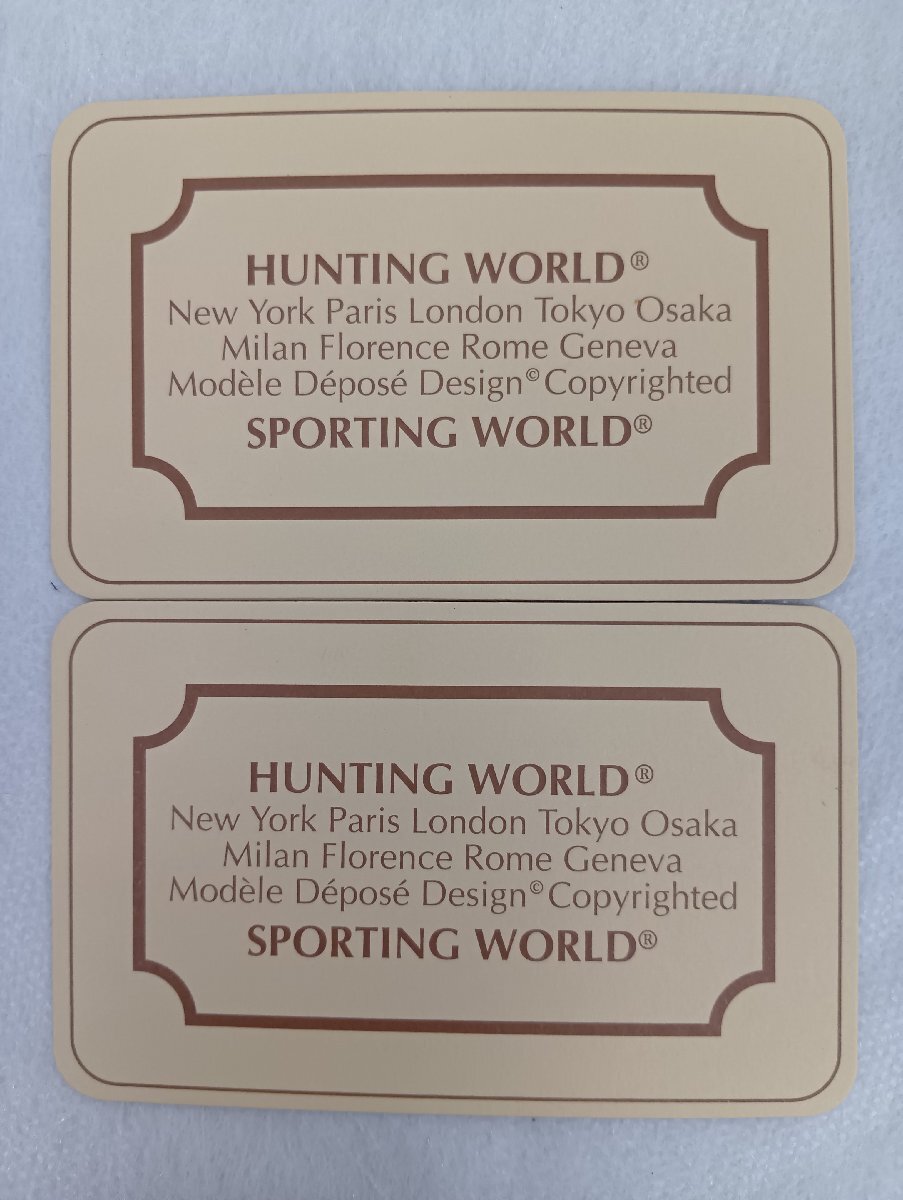 HUNTING WORLD®
New York Paris London Tokyo Osaka
Milan Florence Rome Geneva
Modèle Déposé Design© Copyrighted
SPORTING WORLD®
HUNTING WORLD®
New York Paris London Tokyo Osaka
Milan Florence Rome Geneva
Modèle Déposé Design© Copyrighted
SPORTING WORLD®